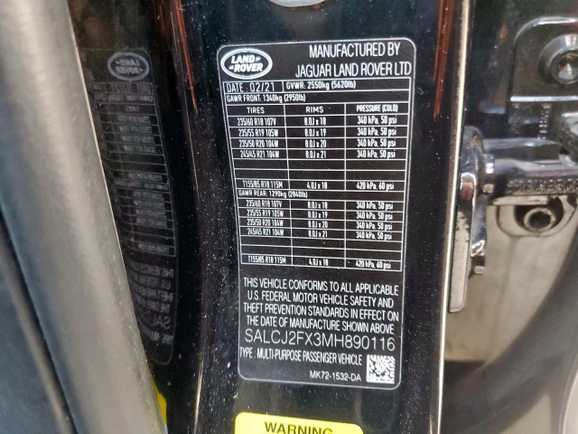 LAND ROVER
MANUFACTURED BY
JAGUAR LAND ROVER LTD
DATE: 02/21 GVWR: 2550kg (5620lb)
GAWR FRONT: 1340kg (2950lb)
TIRES RIMS PRESSURE (COLD)
235/60 R18 107V 8.0J x 18 340 kPa, 50 psi
235/55 R19 105W 8.0J x 19 340 kPa, 50 psi
235/50 R20 104W 8.0J x 20 340 kPa, 50 psi
245/45 R21 104W 8.0J x 21 340 kPa, 50 psi
T155/85 R18 115M 4.0J x 18 420 kPa, 60 psi
GAWR REAR: 1290kg (2840lb)
235/60 R18 107V 8.0J x 18 340 kPa, 50 psi
235/55 R19 105W 8.0J x 19 340 kPa, 50 psi
235/50 R20 104W 8.0J x 20 340 kPa, 50 psi
245/45 R21 104W 8.0J x 21 340 kPa, 50 psi
T155/85 R18 115M 4.0J x 18 420 kPa, 60 psi
THIS VEHICLE CONFORMS TO ALL APPLICABLE
U.S. FEDERAL MOTOR VEHICLE SAFETY AND
THEFT PREVENTION STANDARDS IN EFFECT ON
THE DATE OF MANUFACTURE SHOWN ABOVE
SALCJ2FX3MH890116
TYPE: MULTI-PURPOSE PASSENGER VEHICLE
MK72-1532-DA
WARNING